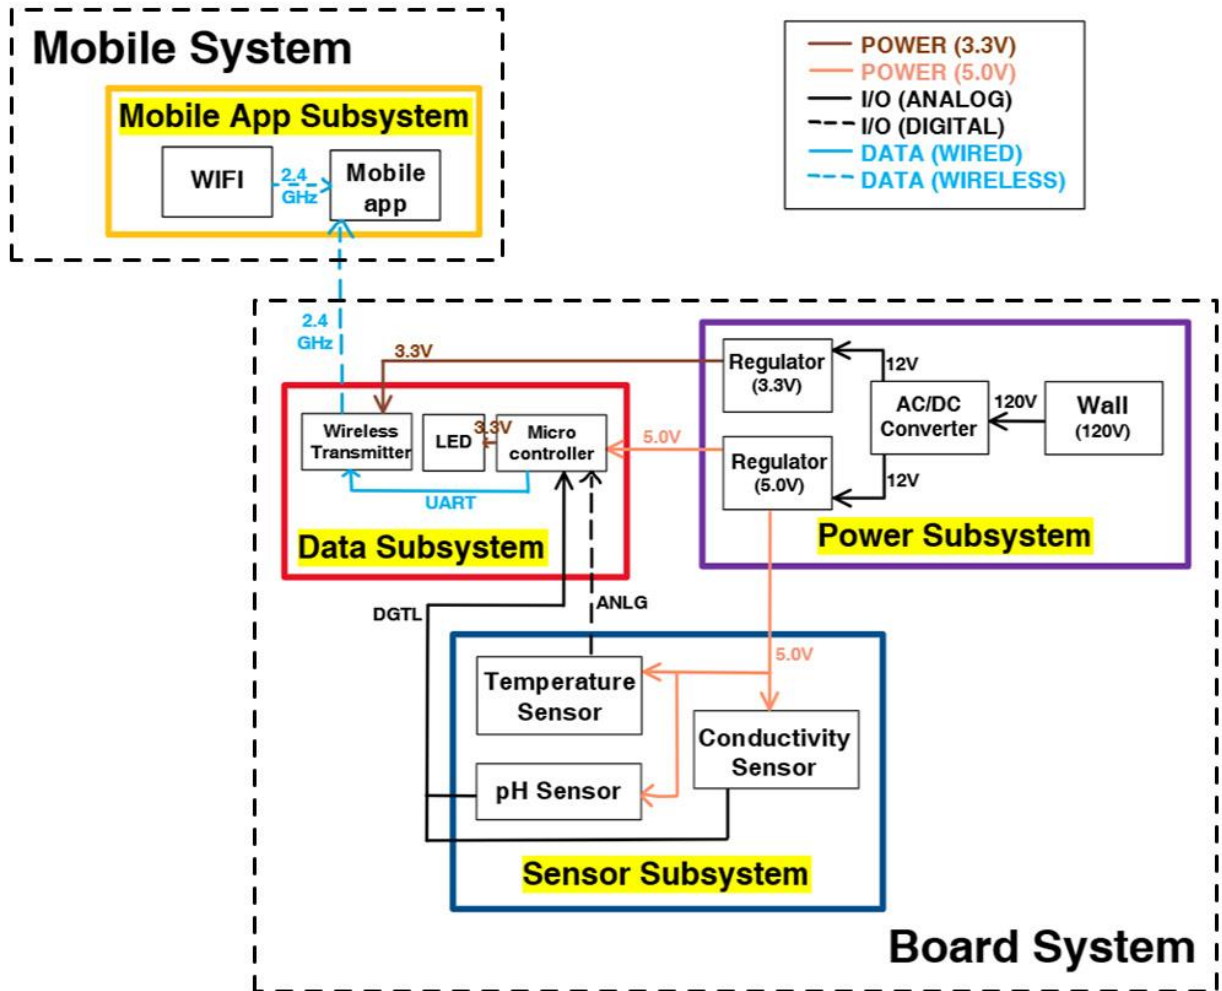 Mobile System
Mobile App Subsystem
WIFI
2.4
GHz
Mobile
app
POWER (3.3V)
POWER (5.0V)
I/O (ANALOG)
I/O (DIGITAL)
DATA (WIRED)
DATA (WIRELESS)
2.4
GHz
3.3V
Regulator
(3.3V)
12V
AC/DC
Converter
120V
Wall
(120V)
Wireless
Transmitter
LED
3.3V
Micro
controller
5.0V
Regulator
(5.0V)
12V
UART
Data Subsystem
Power Subsystem
DGTL
ANLG
5.0V
Temperature
Sensor
Conductivity
Sensor
pH Sensor
Sensor Subsystem
Board System